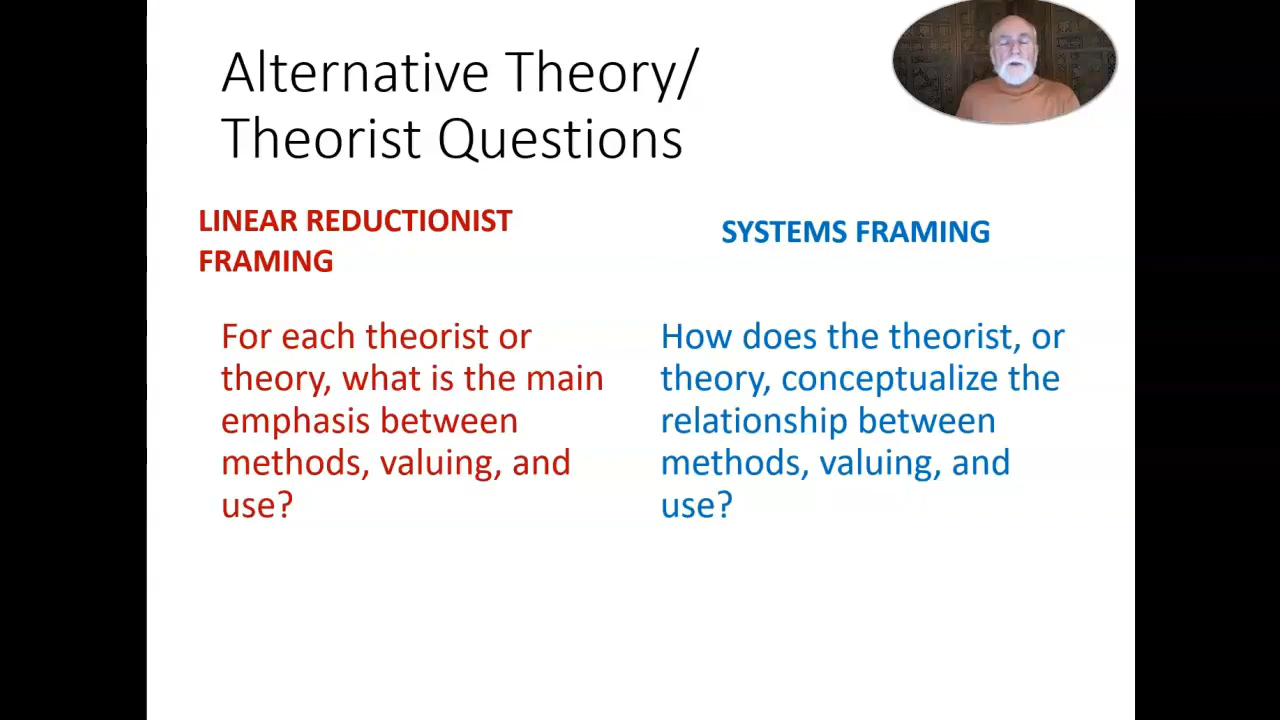 Alternative Theory/
Theorist Questions
LINEAR REDUCTIONIST
FRAMING
For each theorist or
theory, what is the main
emphasis between
methods, valuing, and
use?
SYSTEMS FRAMING
How does the theorist, or
theory, conceptualize the
relationship between
methods, valuing, and
use?